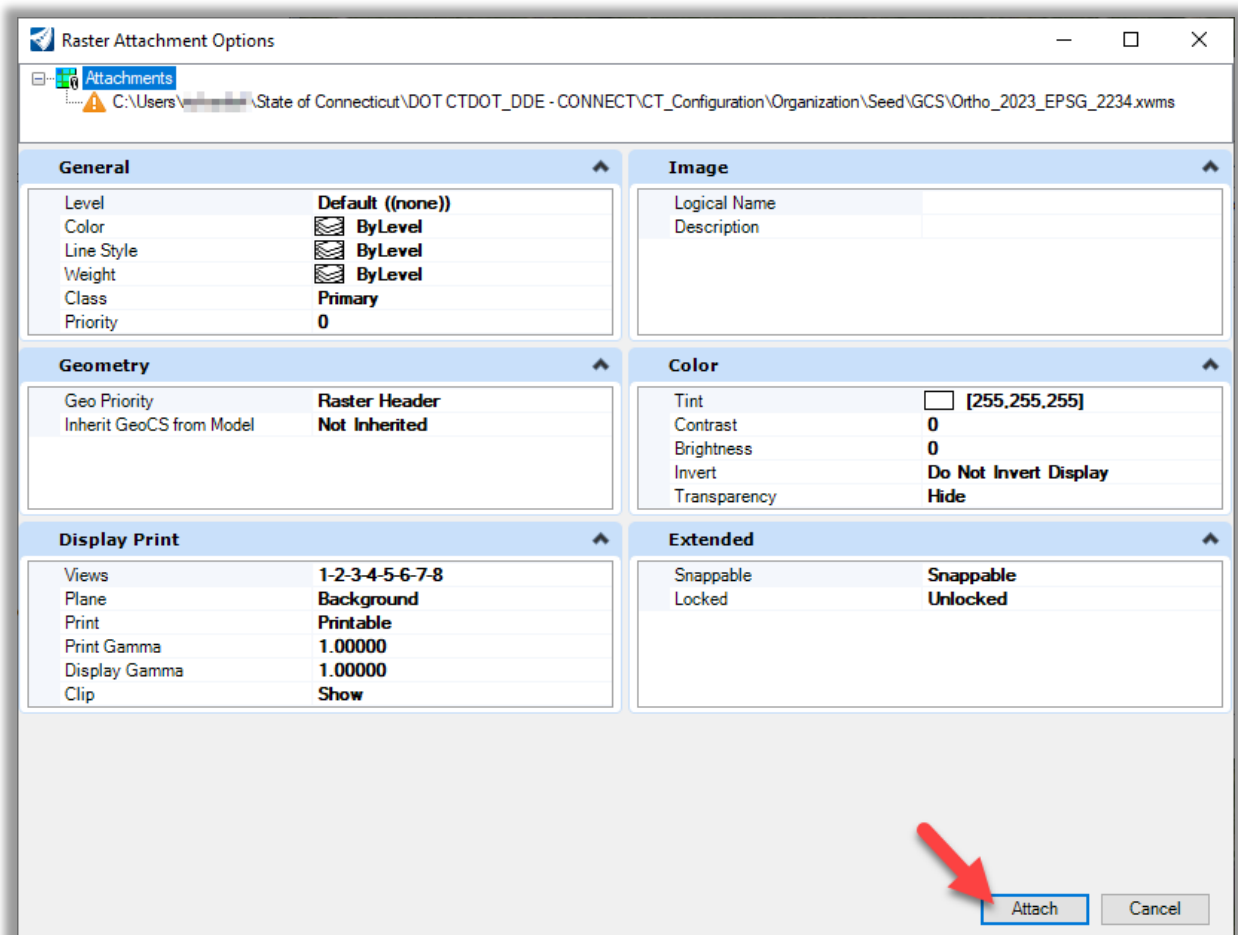 Raster Attachment Options
Attachments
C:\Users\ \State of Connecticut\DOT CTDOT_DDE - CONNECT\CT_Configuration\Organization\Seed\GCS\Ortho_2023_EPSG_2234.xwms
General
Level Default ((none))
Color ByLevel
Line Style ByLevel
Weight ByLevel
Class Primary
Priority 0
Image
Logical Name
Description
Geometry
Geo Priority Raster Header
Inherit GeoCS from Model Not Inherited
Color
Tint [255,255,255]
Contrast 0
Brightness 0
Invert Do Not Invert Display
Transparency Hide
Display Print
Views 1-2-3-4-5-6-7-8
Plane Background
Print Printable
Print Gamma 1.00000
Display Gamma 1.00000
Clip Show
Extended
Snappable Snappable
Locked Unlocked
Attach Cancel